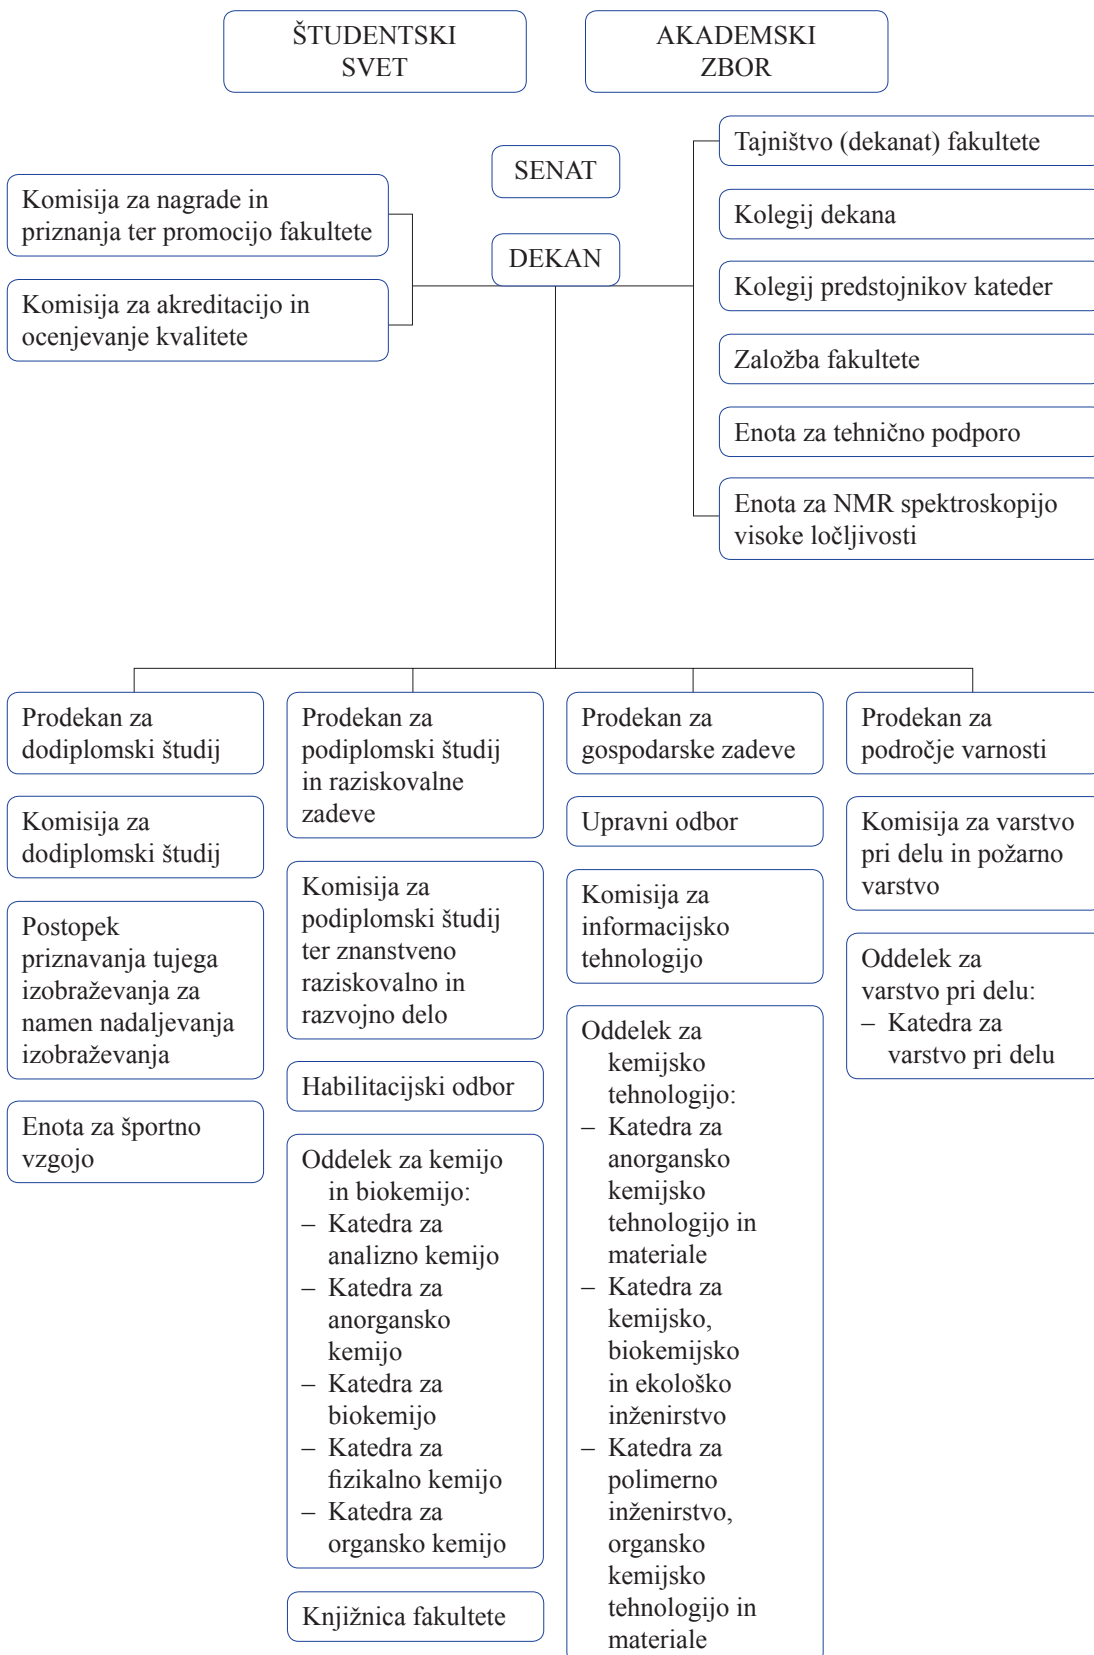 ŠTUDENTSKI
SVET
AKADEMSKI
ZBOR
SENAT
DEKAN
Komisija za nagrade in
priznanja ter promocijo fakultete
Komisija za akreditacijo in
ocenjevanje kvalitete
Tajništvo (dekanat) fakultete
Kolegij dekana
Kolegij predstojnikov kateder
Založba fakultete
Enota za tehnično podporo
Enota za NMR spektroskopijo
visoke ločljivosti
Prodekan za
dodiplomski študij
Komisija za
dodiplomski študij
Postopek
priznavanja tujega
izobraževanja za
namen nadaljevanja
izobraževanja
Enota za športno
vzgojo
Prodekan za
podiplomski študij
in raziskovalne
zadeve
Komisija za
podiplomski študij
ter znanstveno
raziskovalno in
razvojno delo
Habilitacijski odbor
Oddelek za kemijo
in biokemijo:
– Katedra za
analizno kemijo
– Katedra za
anorgansko
kemijo
– Katedra za
biokemijo
– Katedra za
fizikalno kemijo
– Katedra za
organsko kemijo
Knjižnica fakultete
Prodekan za
gospodarske zadeve
Upravni odbor
Komisija za
informacijsko
tehnologijo
Oddelek za
kemijsko
tehnologijo:
– Katedra za
anorgansko
kemijsko
tehnologijo in
materiale
– Katedra za
kemijsko,
biokemijsko
in ekološko
inženirstvo
– Katedra za
polimerno
inženirstvo,
organsko
kemijsko
tehnologijo in
materiale
Prodekan za
področje varnosti
Komisija za varstvo
pri delu in požarno
varstvo
Oddelek za
varstvo pri delu:
– Katedra za
varstvo pri delu